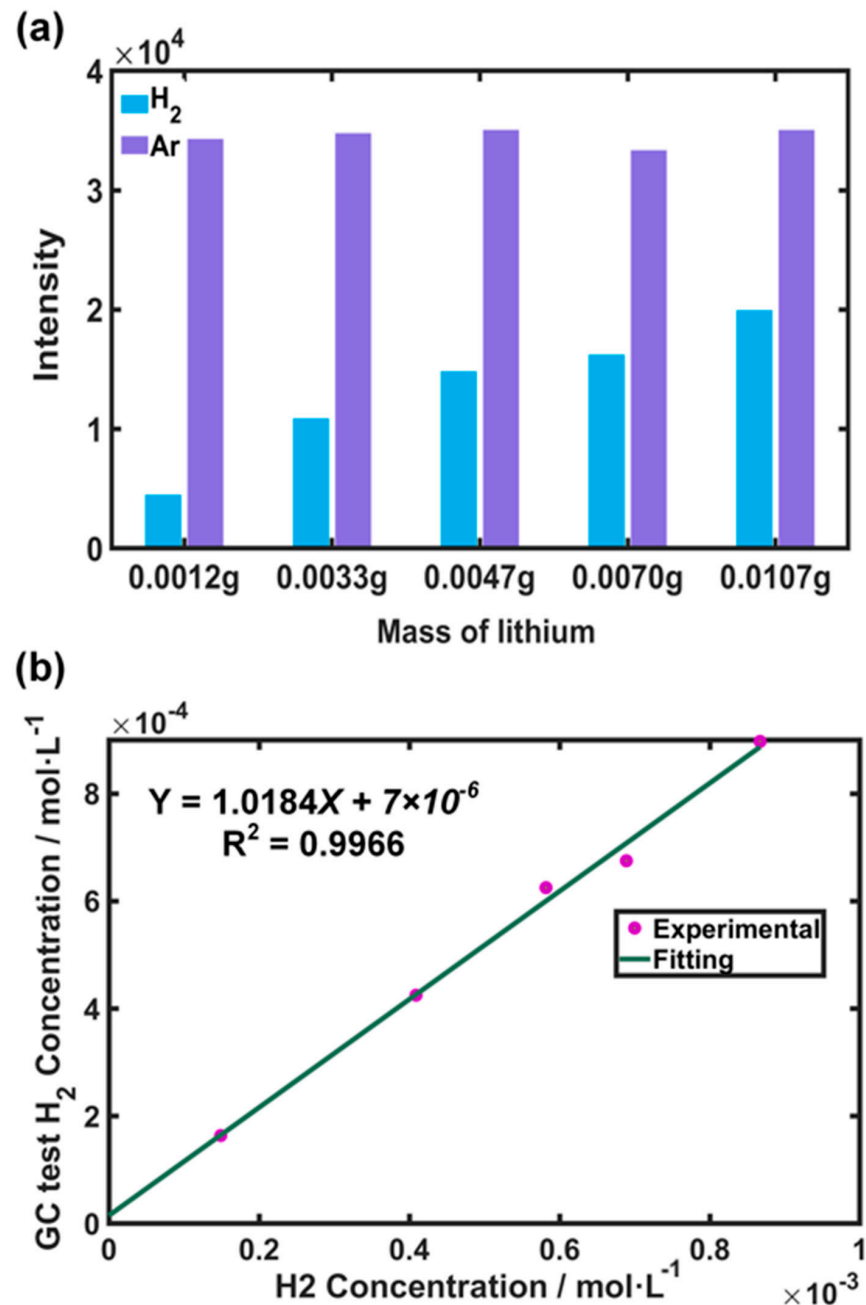 (a)
×10⁴
4
3
2
1
0
Intensity
H₂
Ar
0.0012g 0.0033g 0.0047g 0.0070g 0.0107g
Mass of lithium
(b)
×10⁻⁴
8
6
4
2
0
GC test H₂ Concentration / mol·L⁻¹
Y = 1.0184X + 7×10⁻⁶
R² = 0.9966
Experimental
Fitting
0 0.2 0.4 0.6 0.8 1
H2 Concentration / mol·L⁻¹
×10⁻³